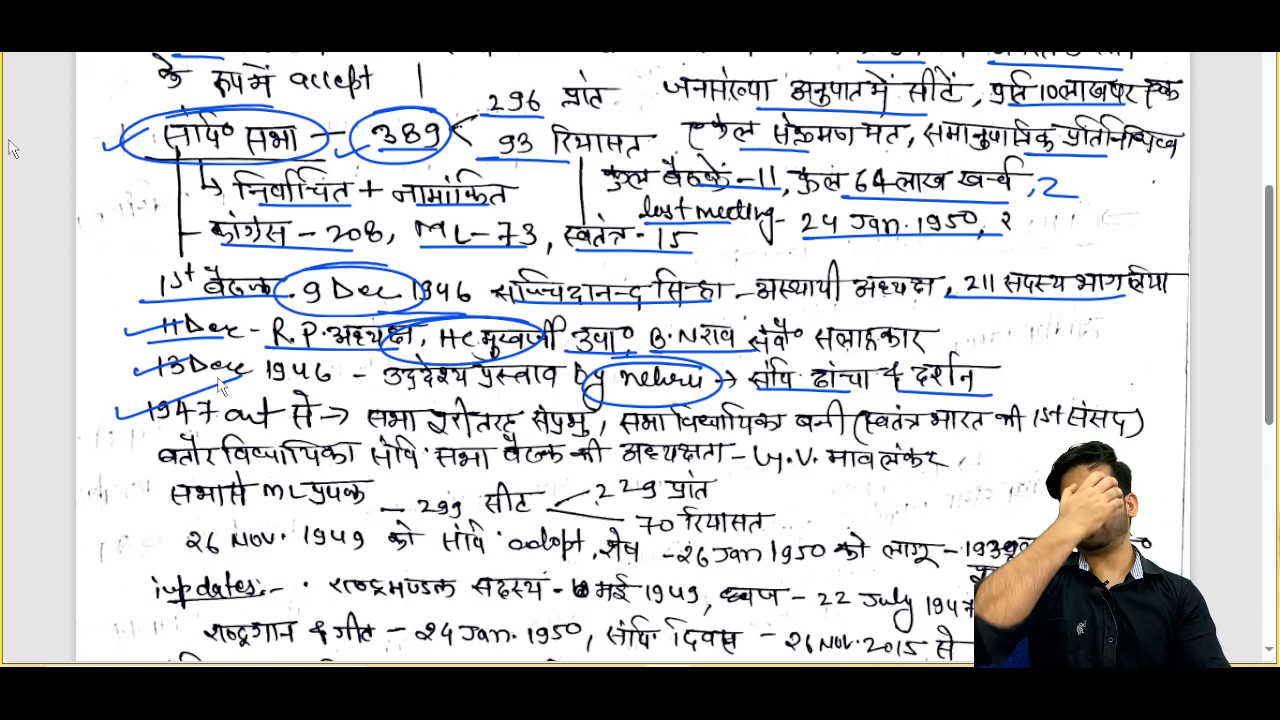 के रूप में accept
296 प्रांत जनसंख्या अनुपात में सीटें, प्रति 10 लाख पर एक
संवि० सभा - 389 93 रियासत एकल संक्रमण मत, समानुपातिक प्रतिनिधित्व
↳ निर्वाचित + नामांकित कुल बैठकें - 11, कुल 64 लाख खर्च, 2
कांग्रेस - 208, ML - 73, स्वतंत्र - 15 last meeting - 24 Jan. 1950,
1st बैठक 9 Dec 1946 सच्चिदानन्द सिन्हा - अस्थायी अध्यक्ष, 211 सदस्य भाग लिया
11 Dec - R.P. अध्यक्ष, HC मुखर्जी उपा०, B.N राव संवै० सलाहकार
13 Dec 1946 - उद्देश्य प्रस्ताव by nehru → संवि ढांचा व दर्शन
1947 act से → सभा पूरी तरह संप्रभु, सभा विधायिका बनी (स्वतंत्र भारत की 1st संसद)
बतौर विधायिका संवि. सभा बैठक की अध्यक्षता - G.V. मावलंकर
सभा से ML पृथक - 299 सीट 229 प्रांत
70 रियासत
26 Nov. 1949 को संवि adopt, शेष - 26 Jan 1950 को लागू -
updates:- • राष्ट्रमण्डल सदस्य - मई 1949, ध्वज - 22 July 1947
राष्ट्रगान & गीत - 24 Jan. 1950, संवि दिवस - 26 Nov. 2015 से